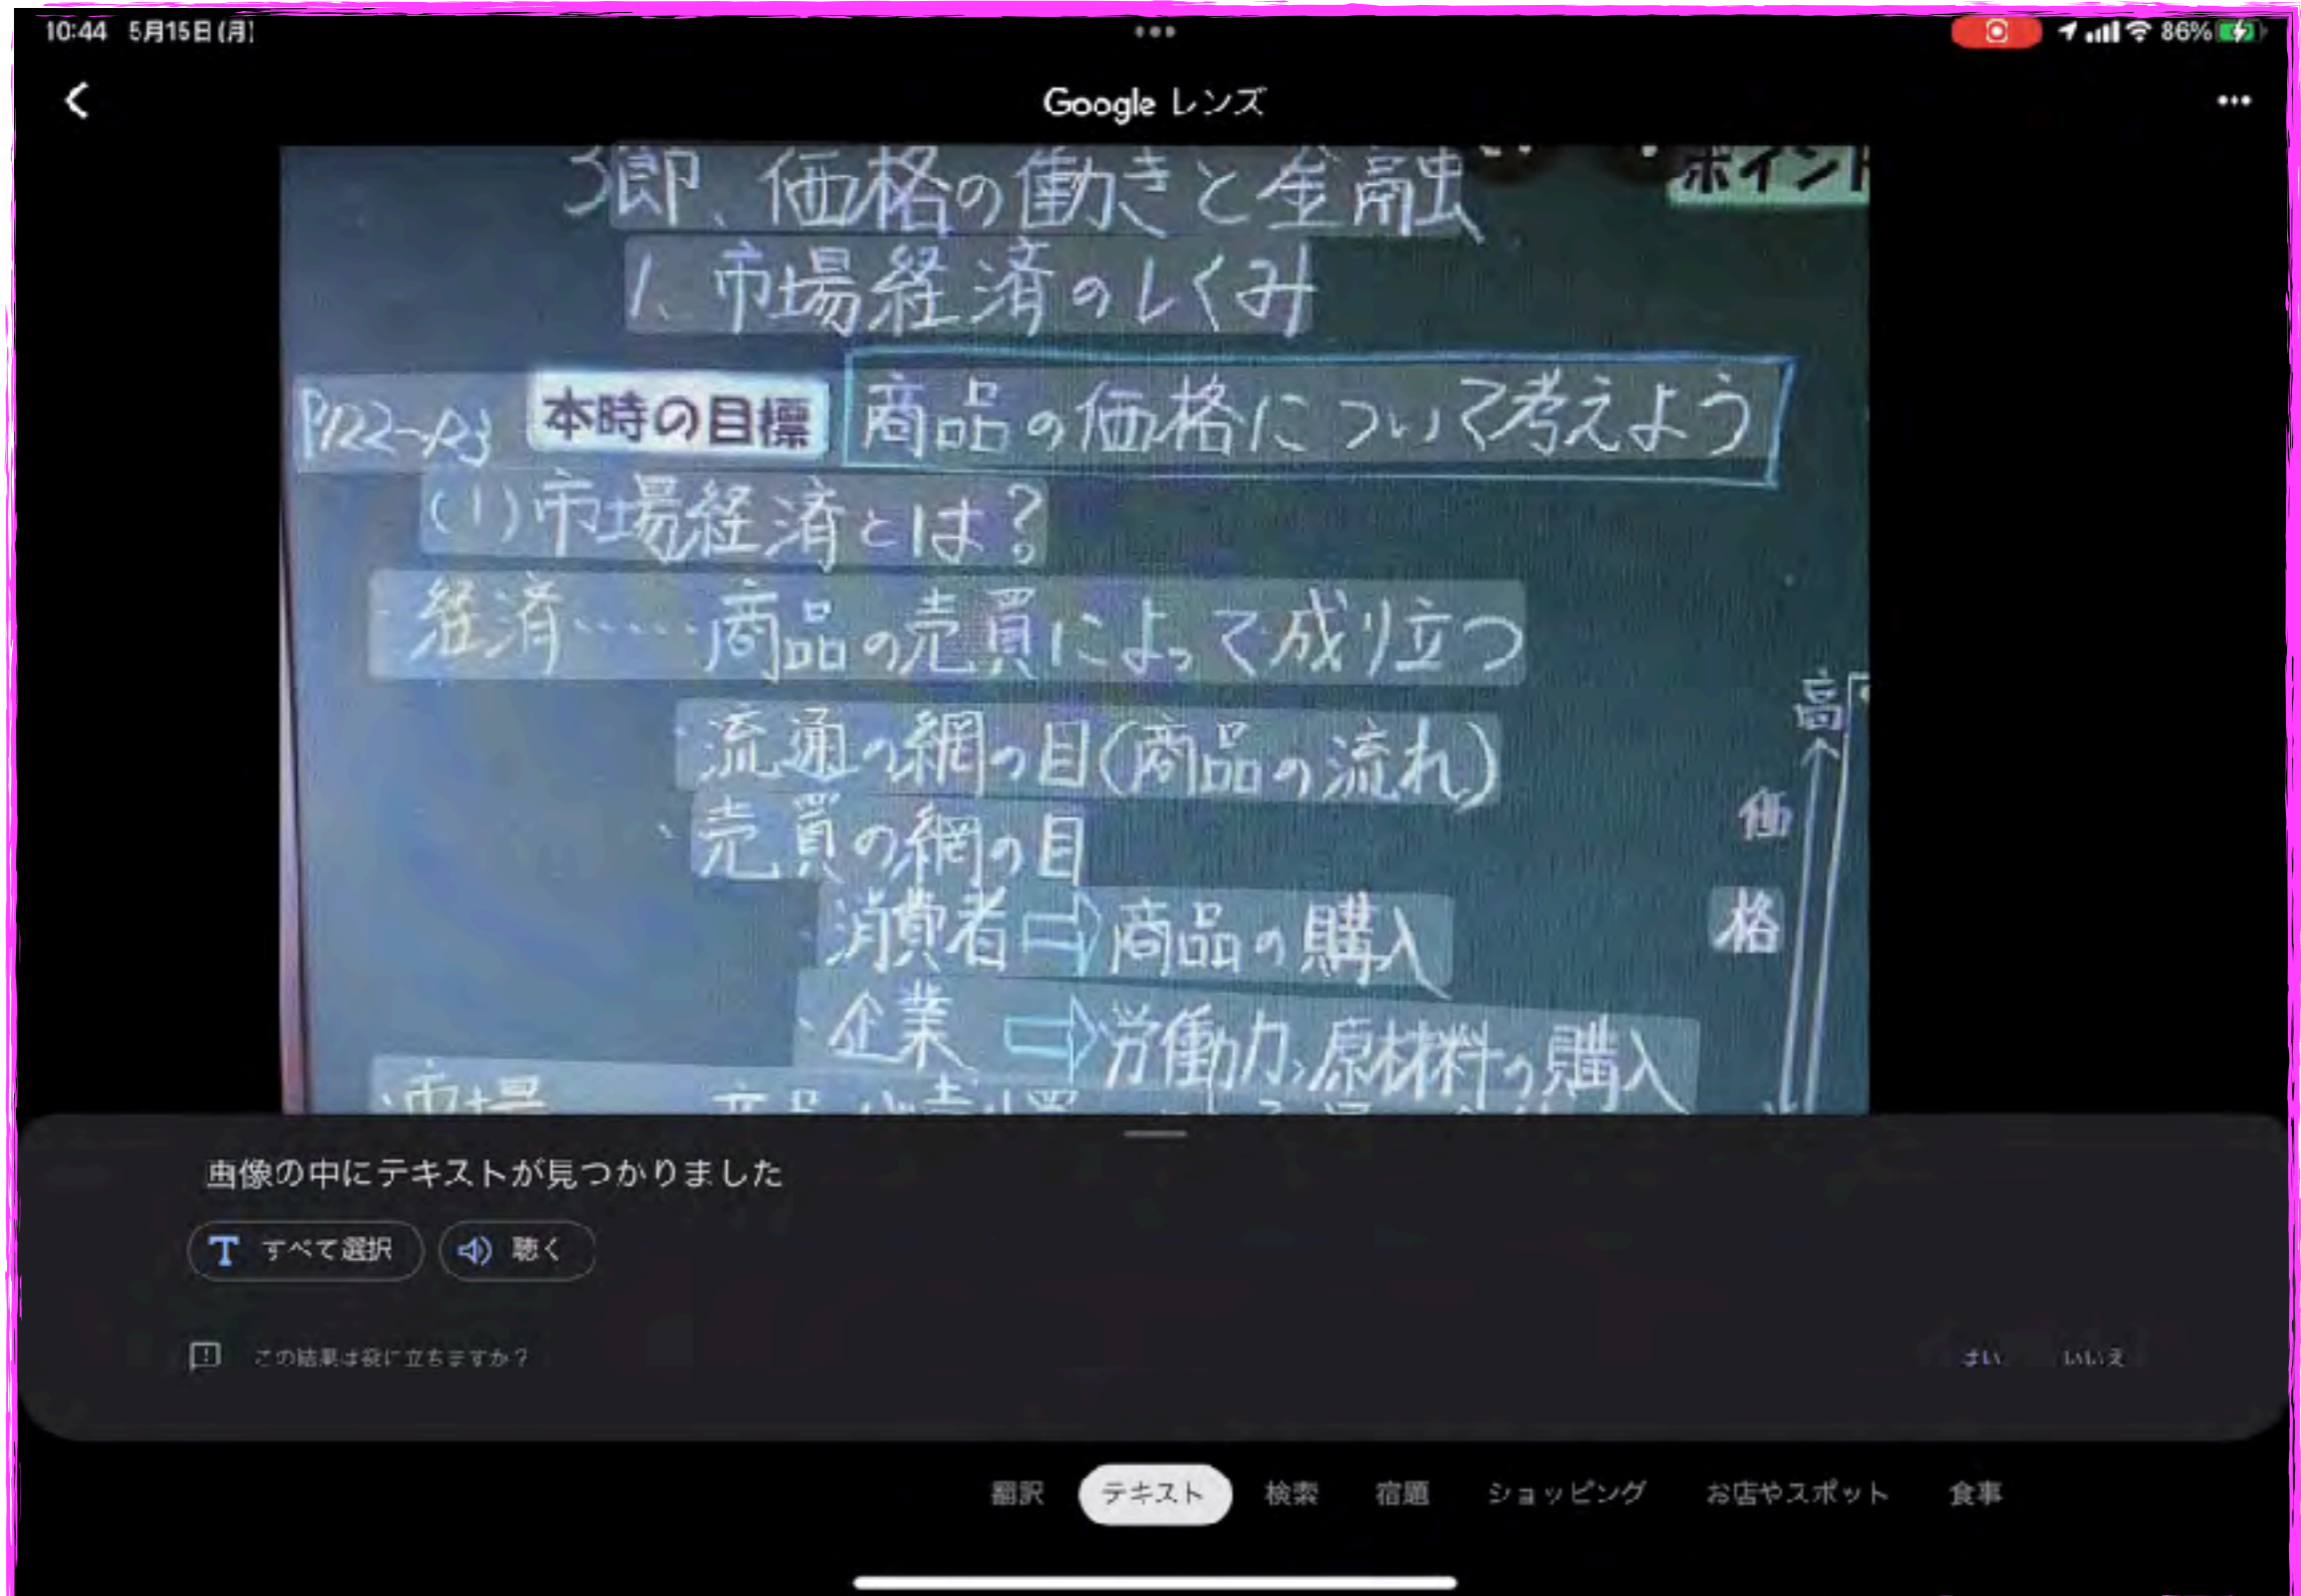 10:44 5月15日(月)
86%
Google レンズ
ポイント
3節、価格の働きと金融
1、市場経済のしくみ
P122~123 本時の目標 商品の価格について考えよう
(1)市場経済とは?
経済……商品の売買によって成り立つ
・流通の網の目(商品の流れ)
・売買の網の目
・消費者⇨商品の購入
・企業⇨労働力、原材料の購入
・市場
高
価
格
画像の中にテキストが見つかりました
すべて選択 聴く
この結果は役に立ちますか?
はい いいえ
翻訳 テキスト 検索 宿題 ショッピング お店やスポット 食事